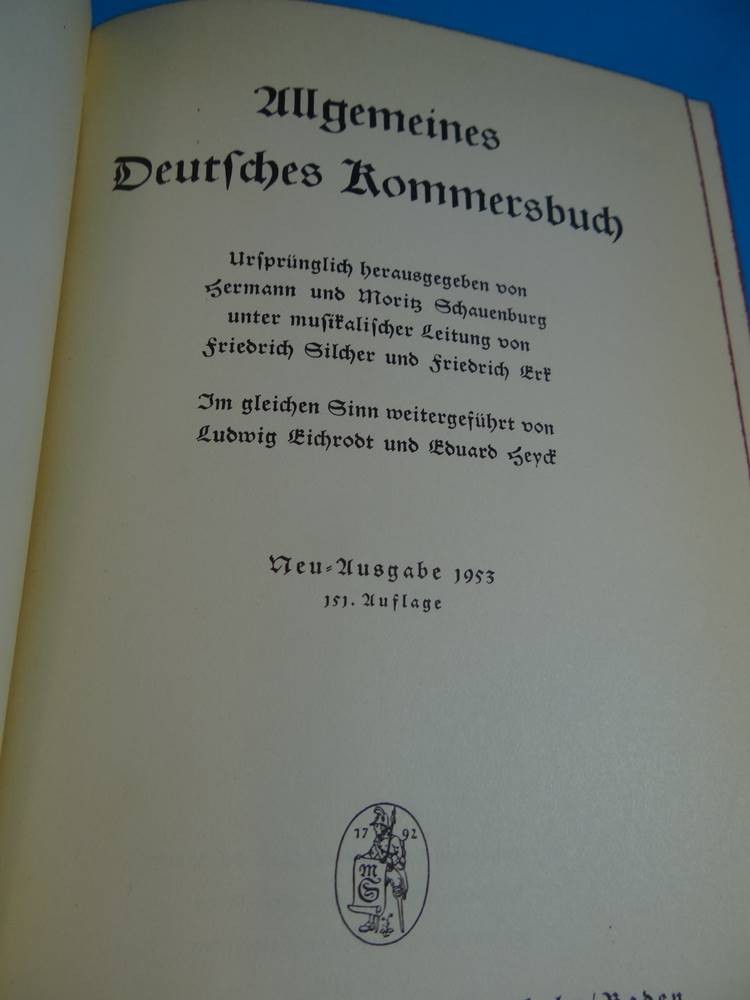 Allgemeines
Deutſches Kommersbuch
Urſprünglich herausgegeben von
Hermann und Moritz Schauenburg
unter muſikaliſcher Leitung von
Friedrich Silcher und Friedrich Erk
Im gleichen Sinn weitergeführt von
Ludwig Eichrodt und Eduard Heyck
Neu-Ausgabe 1953
151. Auflage
17 92
M
S
/Baden